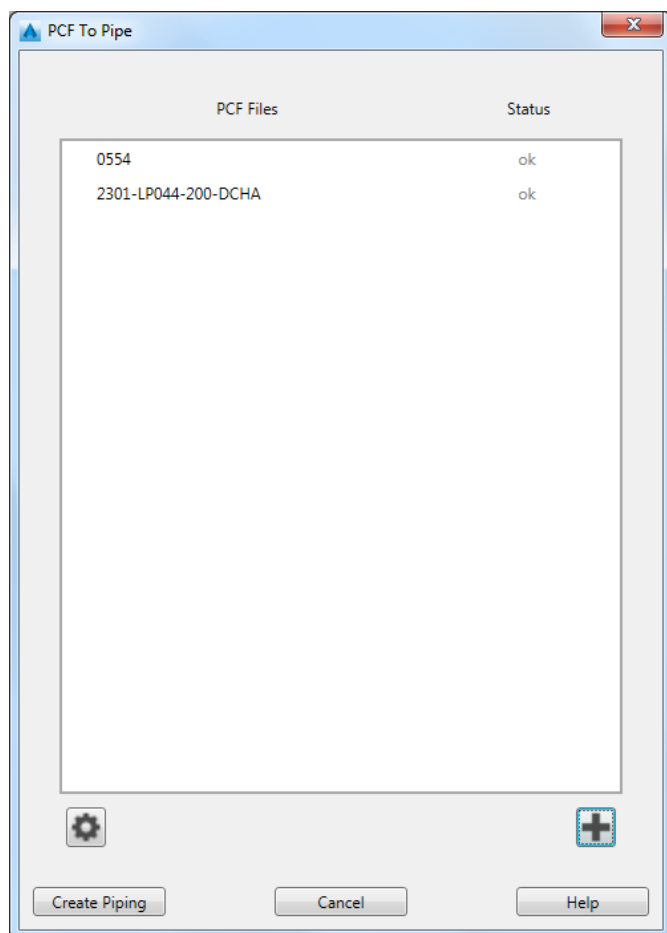 PCF To Pipe
PCF Files Status
0554 ok
2301-LP044-200-DCHA ok
Create Piping Cancel Help